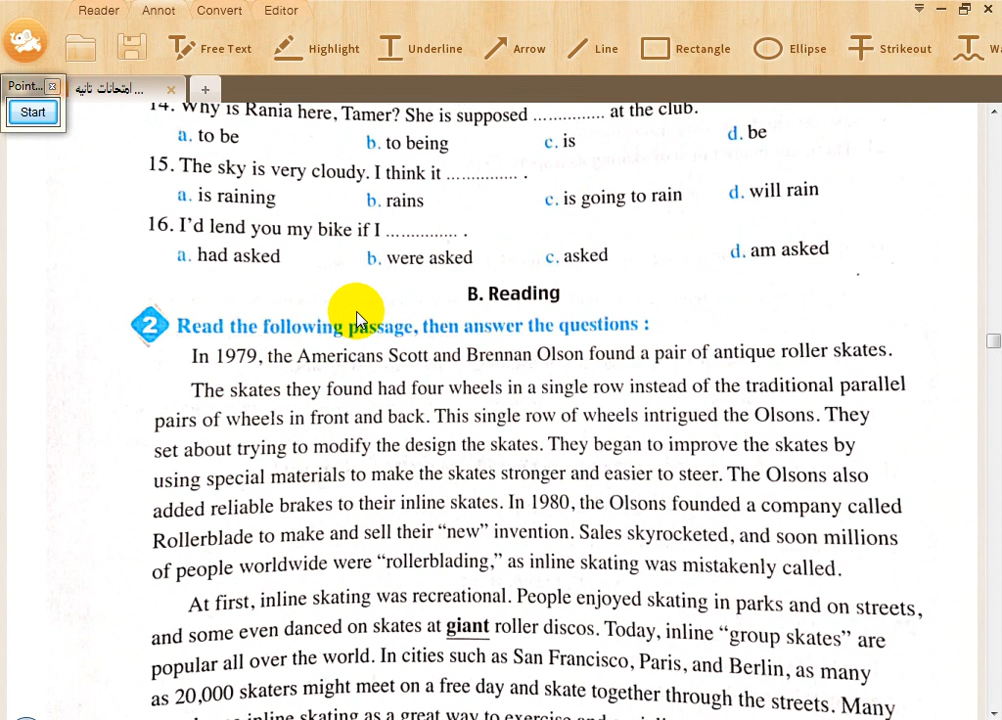 Reader Annot Convert Editor
Free Text Highlight Underline Arrow Line Rectangle Ellipse Strikeout
Point... امتحانات تانيه ...
Start
14. Why is Rania here, Tamer? She is supposed .............. at the club.
a. to be b. to being c. is d. be
15. The sky is very cloudy. I think it .............. .
a. is raining b. rains c. is going to rain d. will rain
16. I'd lend you my bike if I .............. .
a. had asked b. were asked c. asked d. am asked
B. Reading
2 Read the following passage, then answer the questions :
In 1979, the Americans Scott and Brennan Olson found a pair of antique roller skates.
The skates they found had four wheels in a single row instead of the traditional parallel
pairs of wheels in front and back. This single row of wheels intrigued the Olsons. They
set about trying to modify the design the skates. They began to improve the skates by
using special materials to make the skates stronger and easier to steer. The Olsons also
added reliable brakes to their inline skates. In 1980, the Olsons founded a company called
Rollerblade to make and sell their “new” invention. Sales skyrocketed, and soon millions
of people worldwide were “rollerblading,” as inline skating was mistakenly called.
At first, inline skating was recreational. People enjoyed skating in parks and on streets,
and some even danced on skates at giant roller discos. Today, inline “group skates” are
popular all over the world. In cities such as San Francisco, Paris, and Berlin, as many
as 20,000 skaters might meet on a free day and skate together through the streets. Many
inline skating as a great way to exercise and